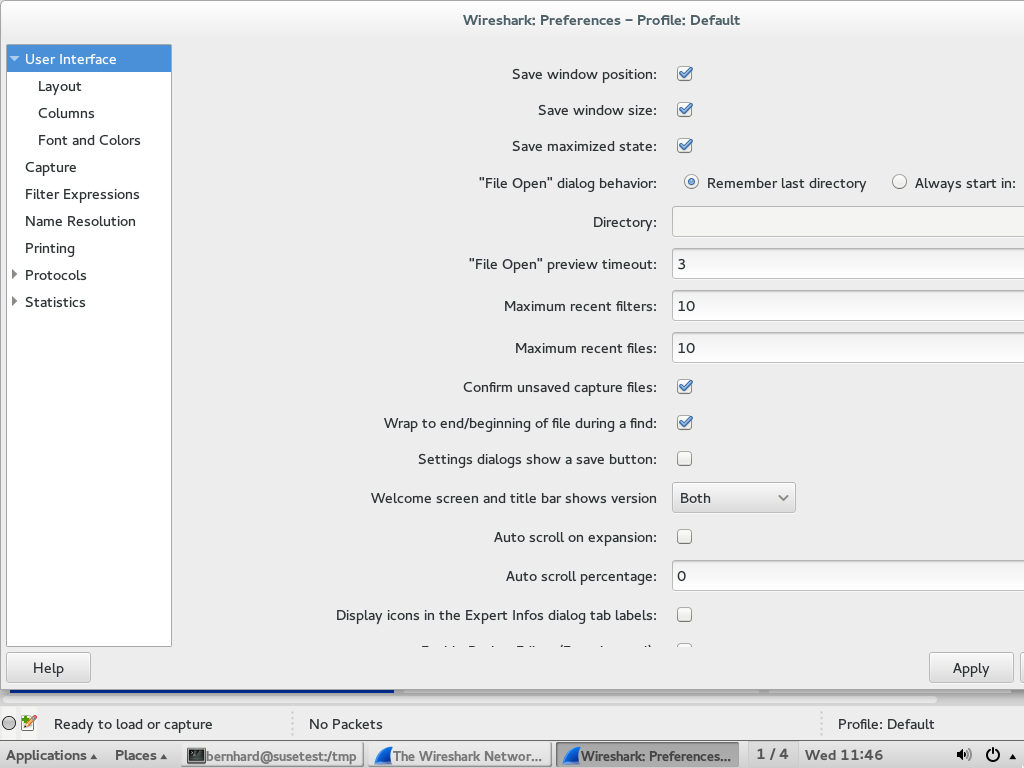 Wireshark: Preferences – Profile: Default
User Interface
Layout
Columns
Font and Colors
Capture
Filter Expressions
Name Resolution
Printing
Protocols
Statistics
Save window position:
Save window size:
Save maximized state:
"File Open" dialog behavior: Remember last directory Always start in:
Directory:
"File Open" preview timeout: 3
Maximum recent filters: 10
Maximum recent files: 10
Confirm unsaved capture files:
Wrap to end/beginning of file during a find:
Settings dialogs show a save button:
Welcome screen and title bar shows version Both
Auto scroll on expansion:
Auto scroll percentage: 0
Display icons in the Expert Infos dialog tab labels:
Help Apply
Ready to load or capture No Packets Profile: Default
Applications Places bernhard@susetest:/tmp The Wireshark Networ... Wireshark: Preferences... 1 / 4 Wed 11:46